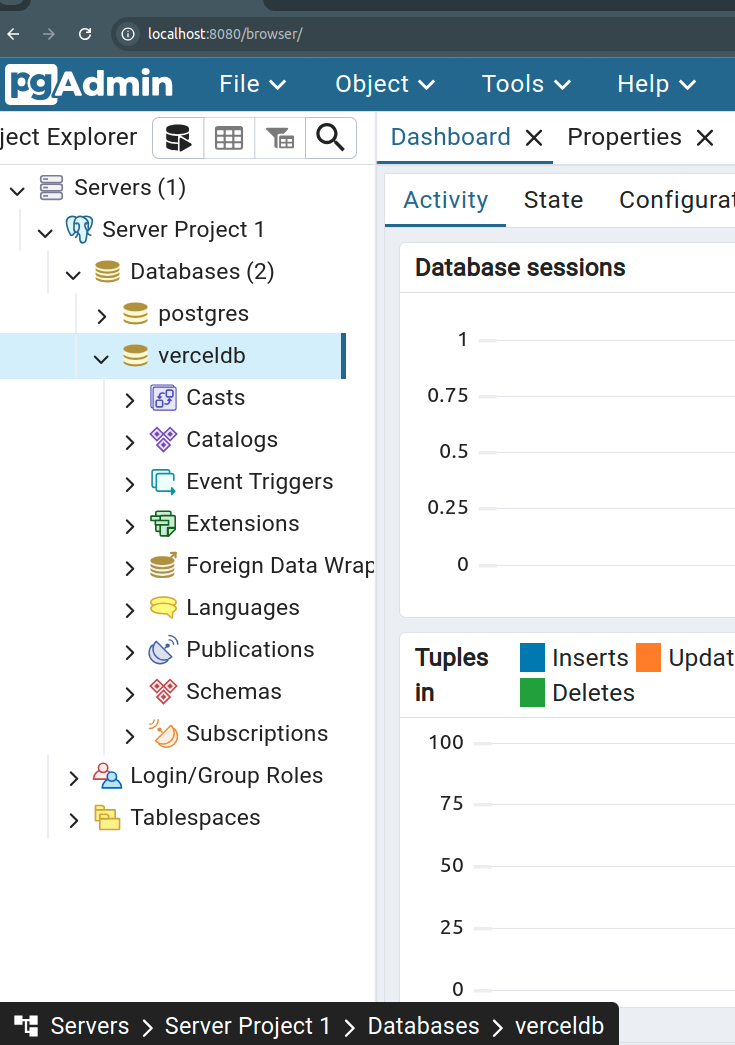 localhost:8080/browser/
pgAdmin File Object Tools Help
ject Explorer
Dashboard Properties
Servers (1)
Server Project 1
Databases (2)
postgres
verceldb
Casts
Catalogs
Event Triggers
Extensions
Foreign Data Wrap
Languages
Publications
Schemas
Subscriptions
Login/Group Roles
Tablespaces
Activity State Configurat
Database sessions
1
0.75
0.5
0.25
0
Tuples in
Inserts Updat
Deletes
100
75
50
25
0
Servers > Server Project 1 > Databases > verceldb